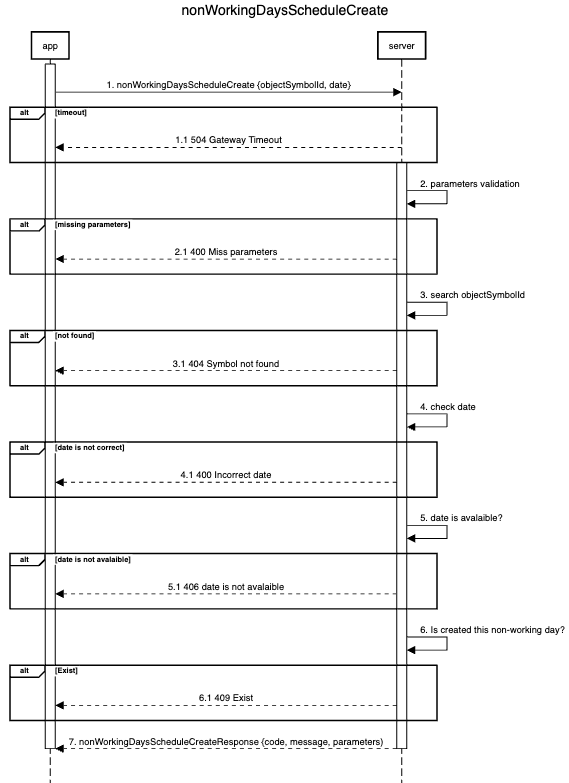 nonWorkingDaysScheduleCreate
app
server
1. nonWorkingDaysScheduleCreate {objectSymbolId, date}
alt
[timeout]
1.1 504 Gateway Timeout
2. parameters validation
alt
[missing parameters]
2.1 400 Miss parameters
3. search objectSymbolId
alt
[not found]
3.1 404 Symbol not found
4. check date
alt
[date is not correct]
4.1 400 Incorrect date
5. date is avalaible?
alt
[date is not avalaible]
5.1 406 date is not avalaible
6. Is created this non-working day?
alt
[Exist]
6.1 409 Exist
7. nonWorkingDaysScheduleCreateResponse {code, message, parameters}